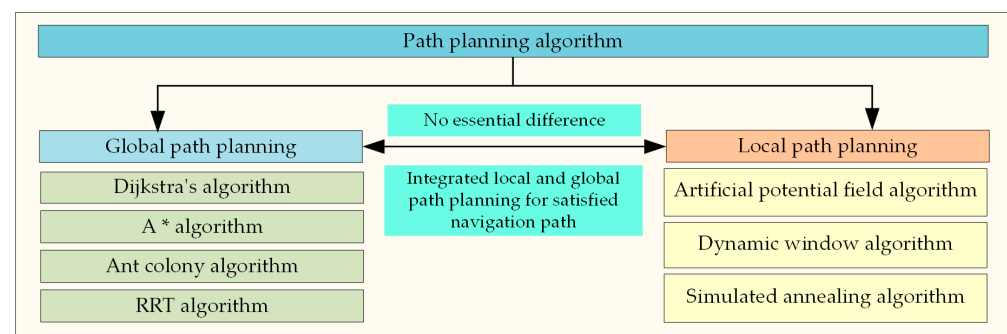 Path planning algorithm
No essential difference
Global path planning
Local path planning
Integrated local and global
path planning for satisfied
navigation path
Dijkstra's algorithm
A * algorithm
Ant colony algorithm
RRT algorithm
Artificial potential field algorithm
Dynamic window algorithm
Simulated annealing algorithm